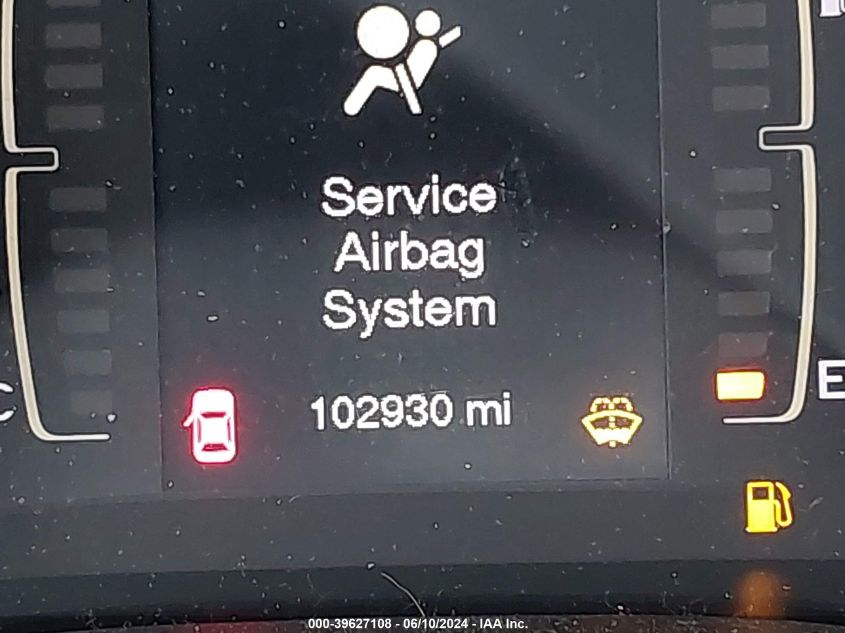 Service
Airbag
System
102930 mi
C
E
000-39627108 - 06/10/2024 - IAA Inc.